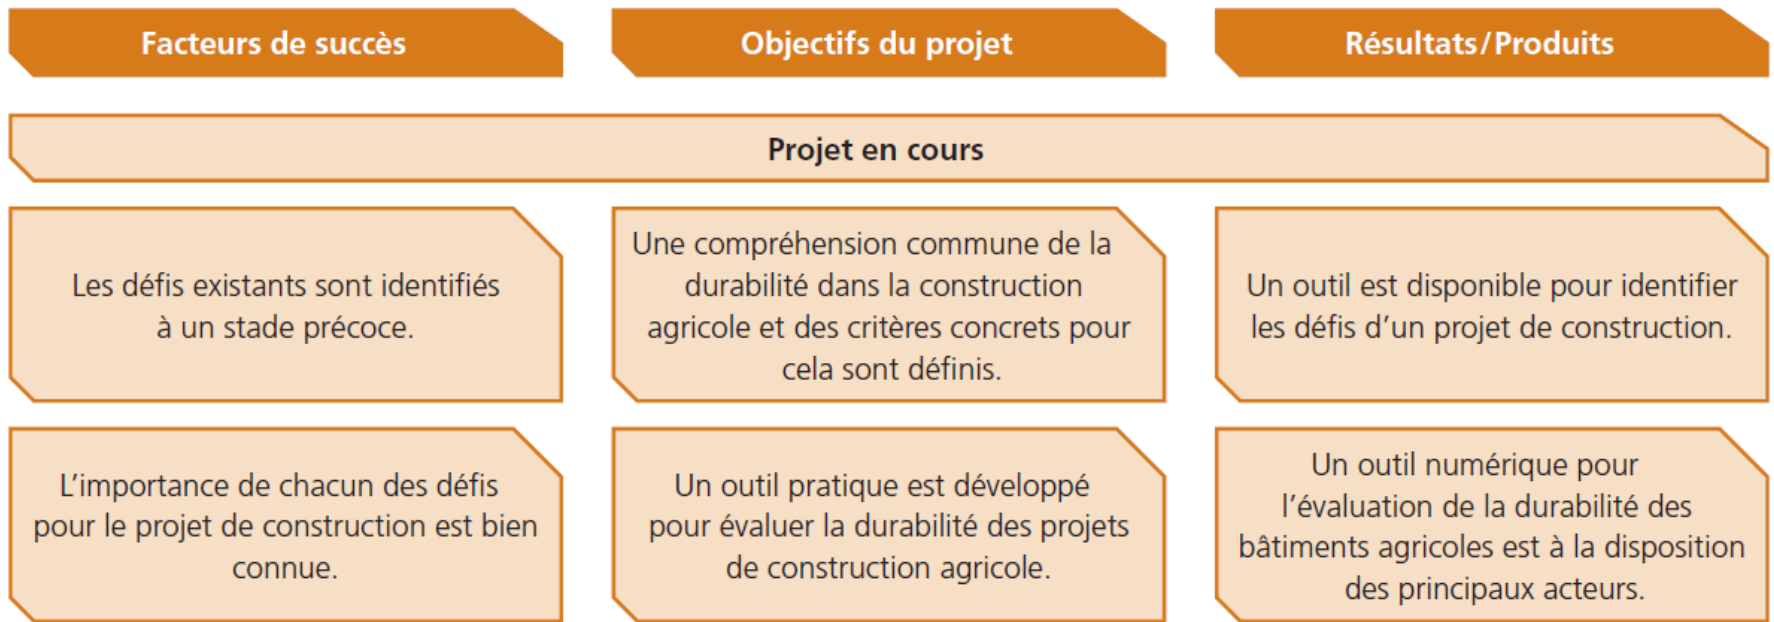 Facteurs de succès
Objectifs du projet
Résultats/Produits
Projet en cours
Les défis existants sont identifiés
à un stade précoce.
Une compréhension commune de la
durabilité dans la construction
agricole et des critères concrets pour
cela sont définis.
Un outil est disponible pour identifier
les défis d’un projet de construction.
L’importance de chacun des défis
pour le projet de construction est bien
connue.
Un outil pratique est développé
pour évaluer la durabilité des projets
de construction agricole.
Un outil numérique pour
l’évaluation de la durabilité des
bâtiments agricoles est à la disposition
des principaux acteurs.